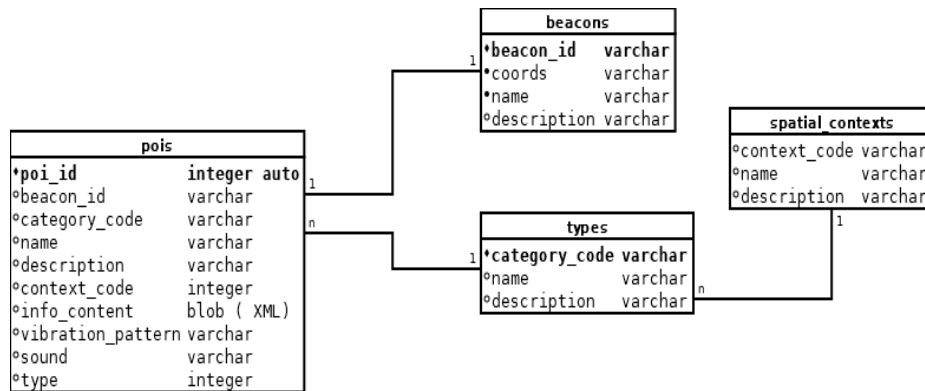 beacons
beacon_id varchar
coords varchar
name varchar
description varchar
1
spatial_contexts
context_code varchar
name varchar
description varchar
1
pois
poi_id integer auto
beacon_id varchar
category_code varchar
name varchar
description varchar
context_code integer
info_content blob ( XML)
vibration_pattern varchar
sound varchar
type integer
1
n
types
category_code varchar
name varchar
description varchar
1
n